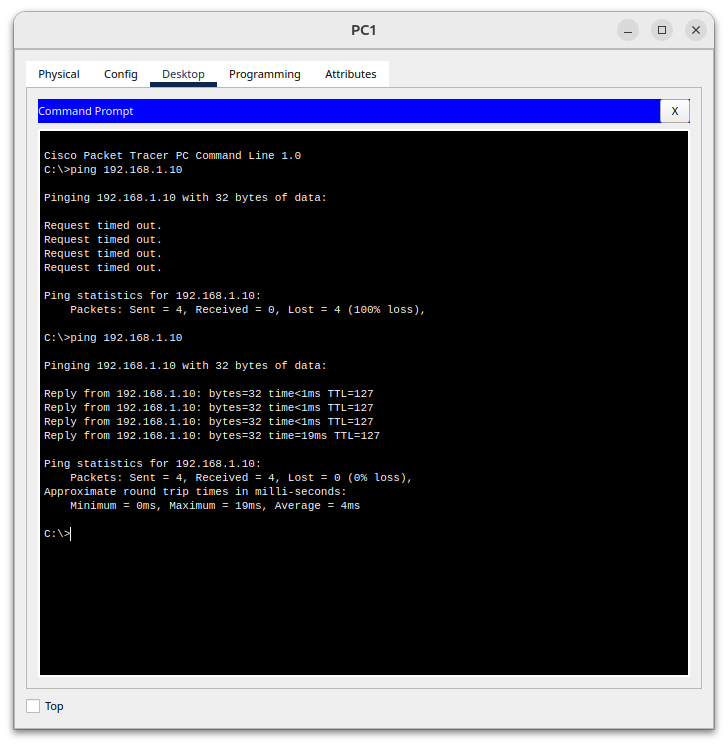 PC1
Physical Config Desktop Programming Attributes
Command Prompt X
Cisco Packet Tracer PC Command Line 1.0
C:\>ping 192.168.1.10
Pinging 192.168.1.10 with 32 bytes of data:
Request timed out.
Request timed out.
Request timed out.
Request timed out.
Ping statistics for 192.168.1.10:
    Packets: Sent = 4, Received = 0, Lost = 4 (100% loss),
C:\>ping 192.168.1.10
Pinging 192.168.1.10 with 32 bytes of data:
Reply from 192.168.1.10: bytes=32 time<1ms TTL=127
Reply from 192.168.1.10: bytes=32 time<1ms TTL=127
Reply from 192.168.1.10: bytes=32 time<1ms TTL=127
Reply from 192.168.1.10: bytes=32 time=19ms TTL=127
Ping statistics for 192.168.1.10:
    Packets: Sent = 4, Received = 4, Lost = 0 (0% loss),
Approximate round trip times in milli-seconds:
    Minimum = 0ms, Maximum = 19ms, Average = 4ms
C:\>
Top